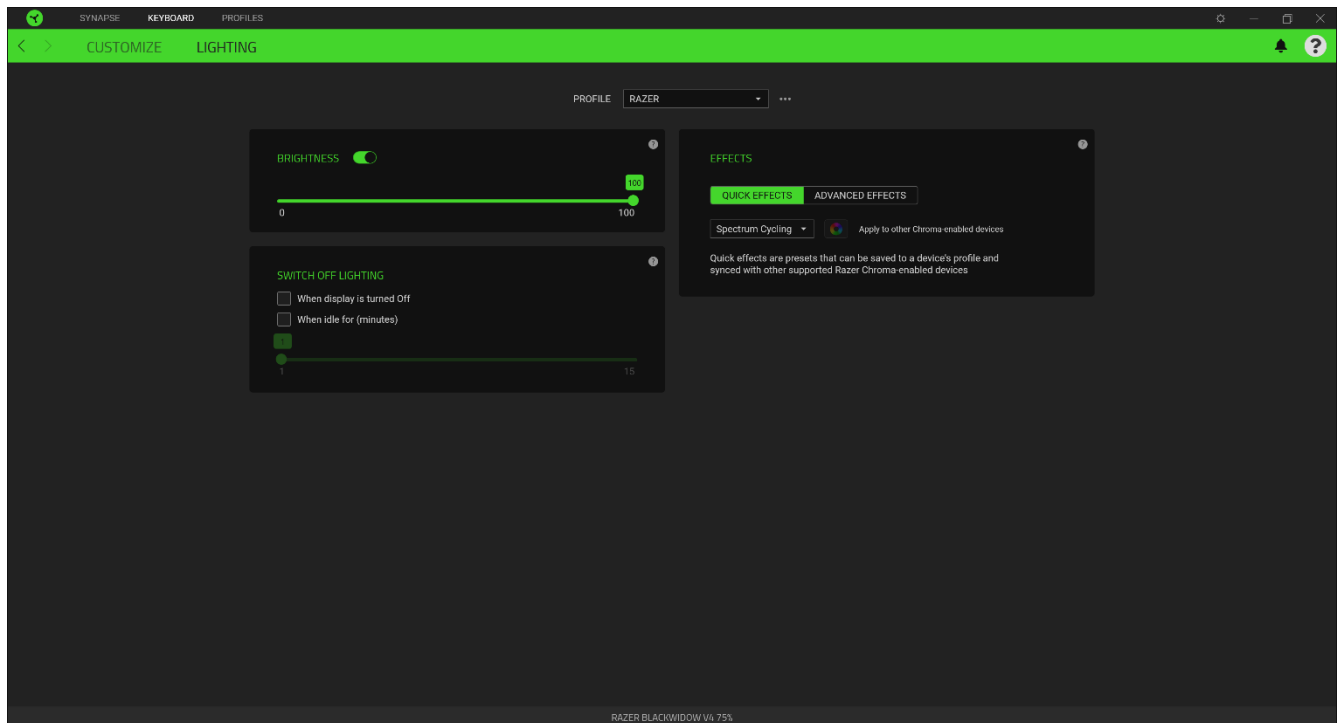 SYNAPSE KEYBOARD PROFILES
CUSTOMIZE LIGHTING
?
PROFILE RAZER
BRIGHTNESS
?
100
0 100
SWITCH OFF LIGHTING
?
When display is turned Off
When idle for (minutes)
1
1 15
EFFECTS
?
QUICK EFFECTS ADVANCED EFFECTS
Spectrum Cycling Apply to other Chroma-enabled devices
Quick effects are presets that can be saved to a device's profile and
synced with other supported Razer Chroma-enabled devices
RAZER BLACKWIDOW V4 75%